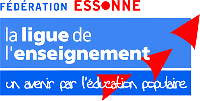 FÉDÉRATION ESSONNE
la ligue de
l'enseignement
un avenir par l'éducation populaire